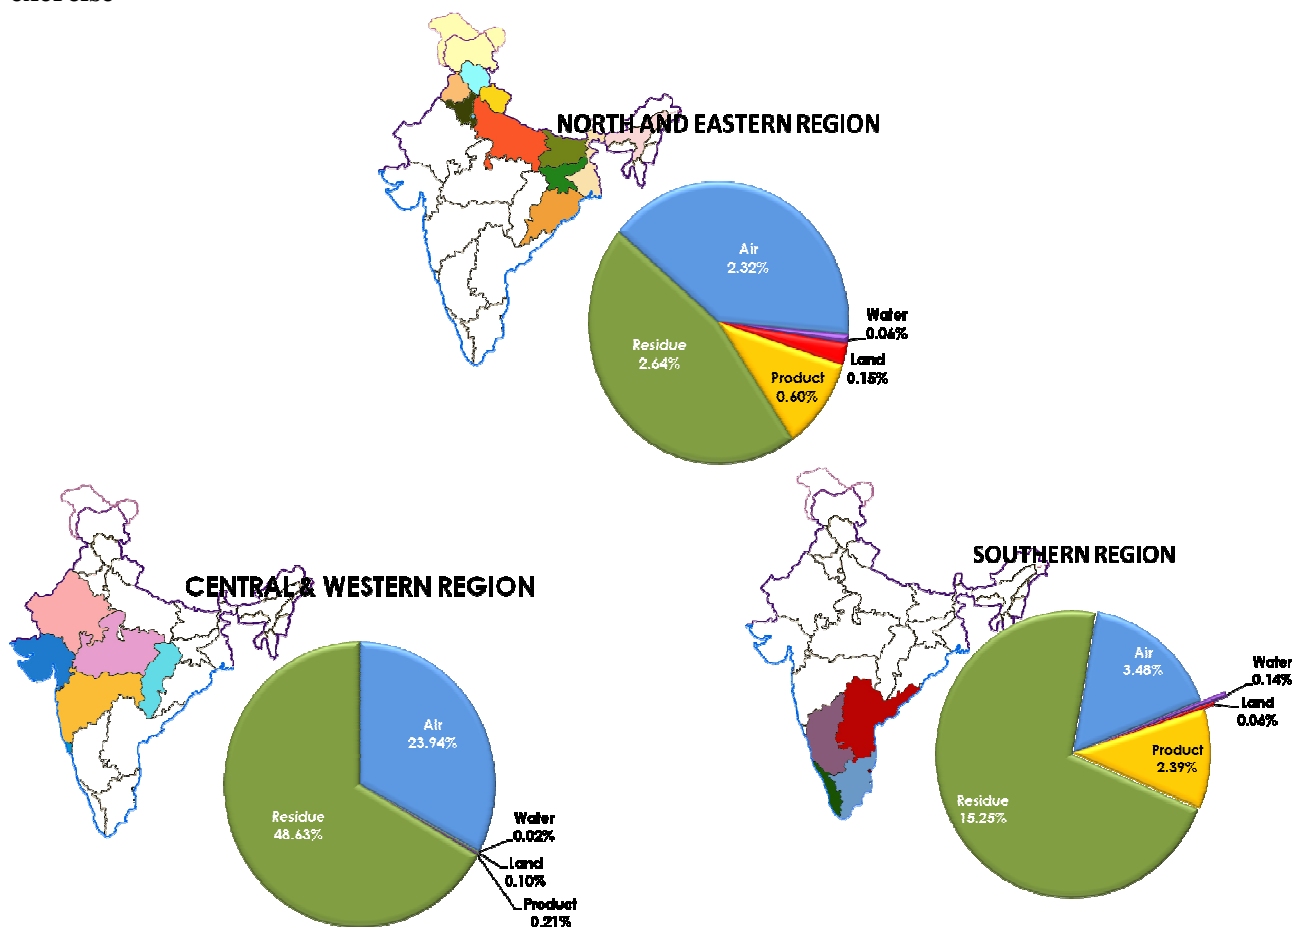 NORTH AND EASTERN REGION
Air
2.32%
Water
0.06%
Residue
2.64%
Land
0.15%
Product
0.60%
CENTRAL & WESTERN REGION
Air
23.94%
Residue
48.63%
Water
0.02%
Land
0.10%
Product
0.21%
SOUTHERN REGION
Air
3.48%
Water
0.14%
Land
0.06%
Product
2.39%
Residue
15.25%